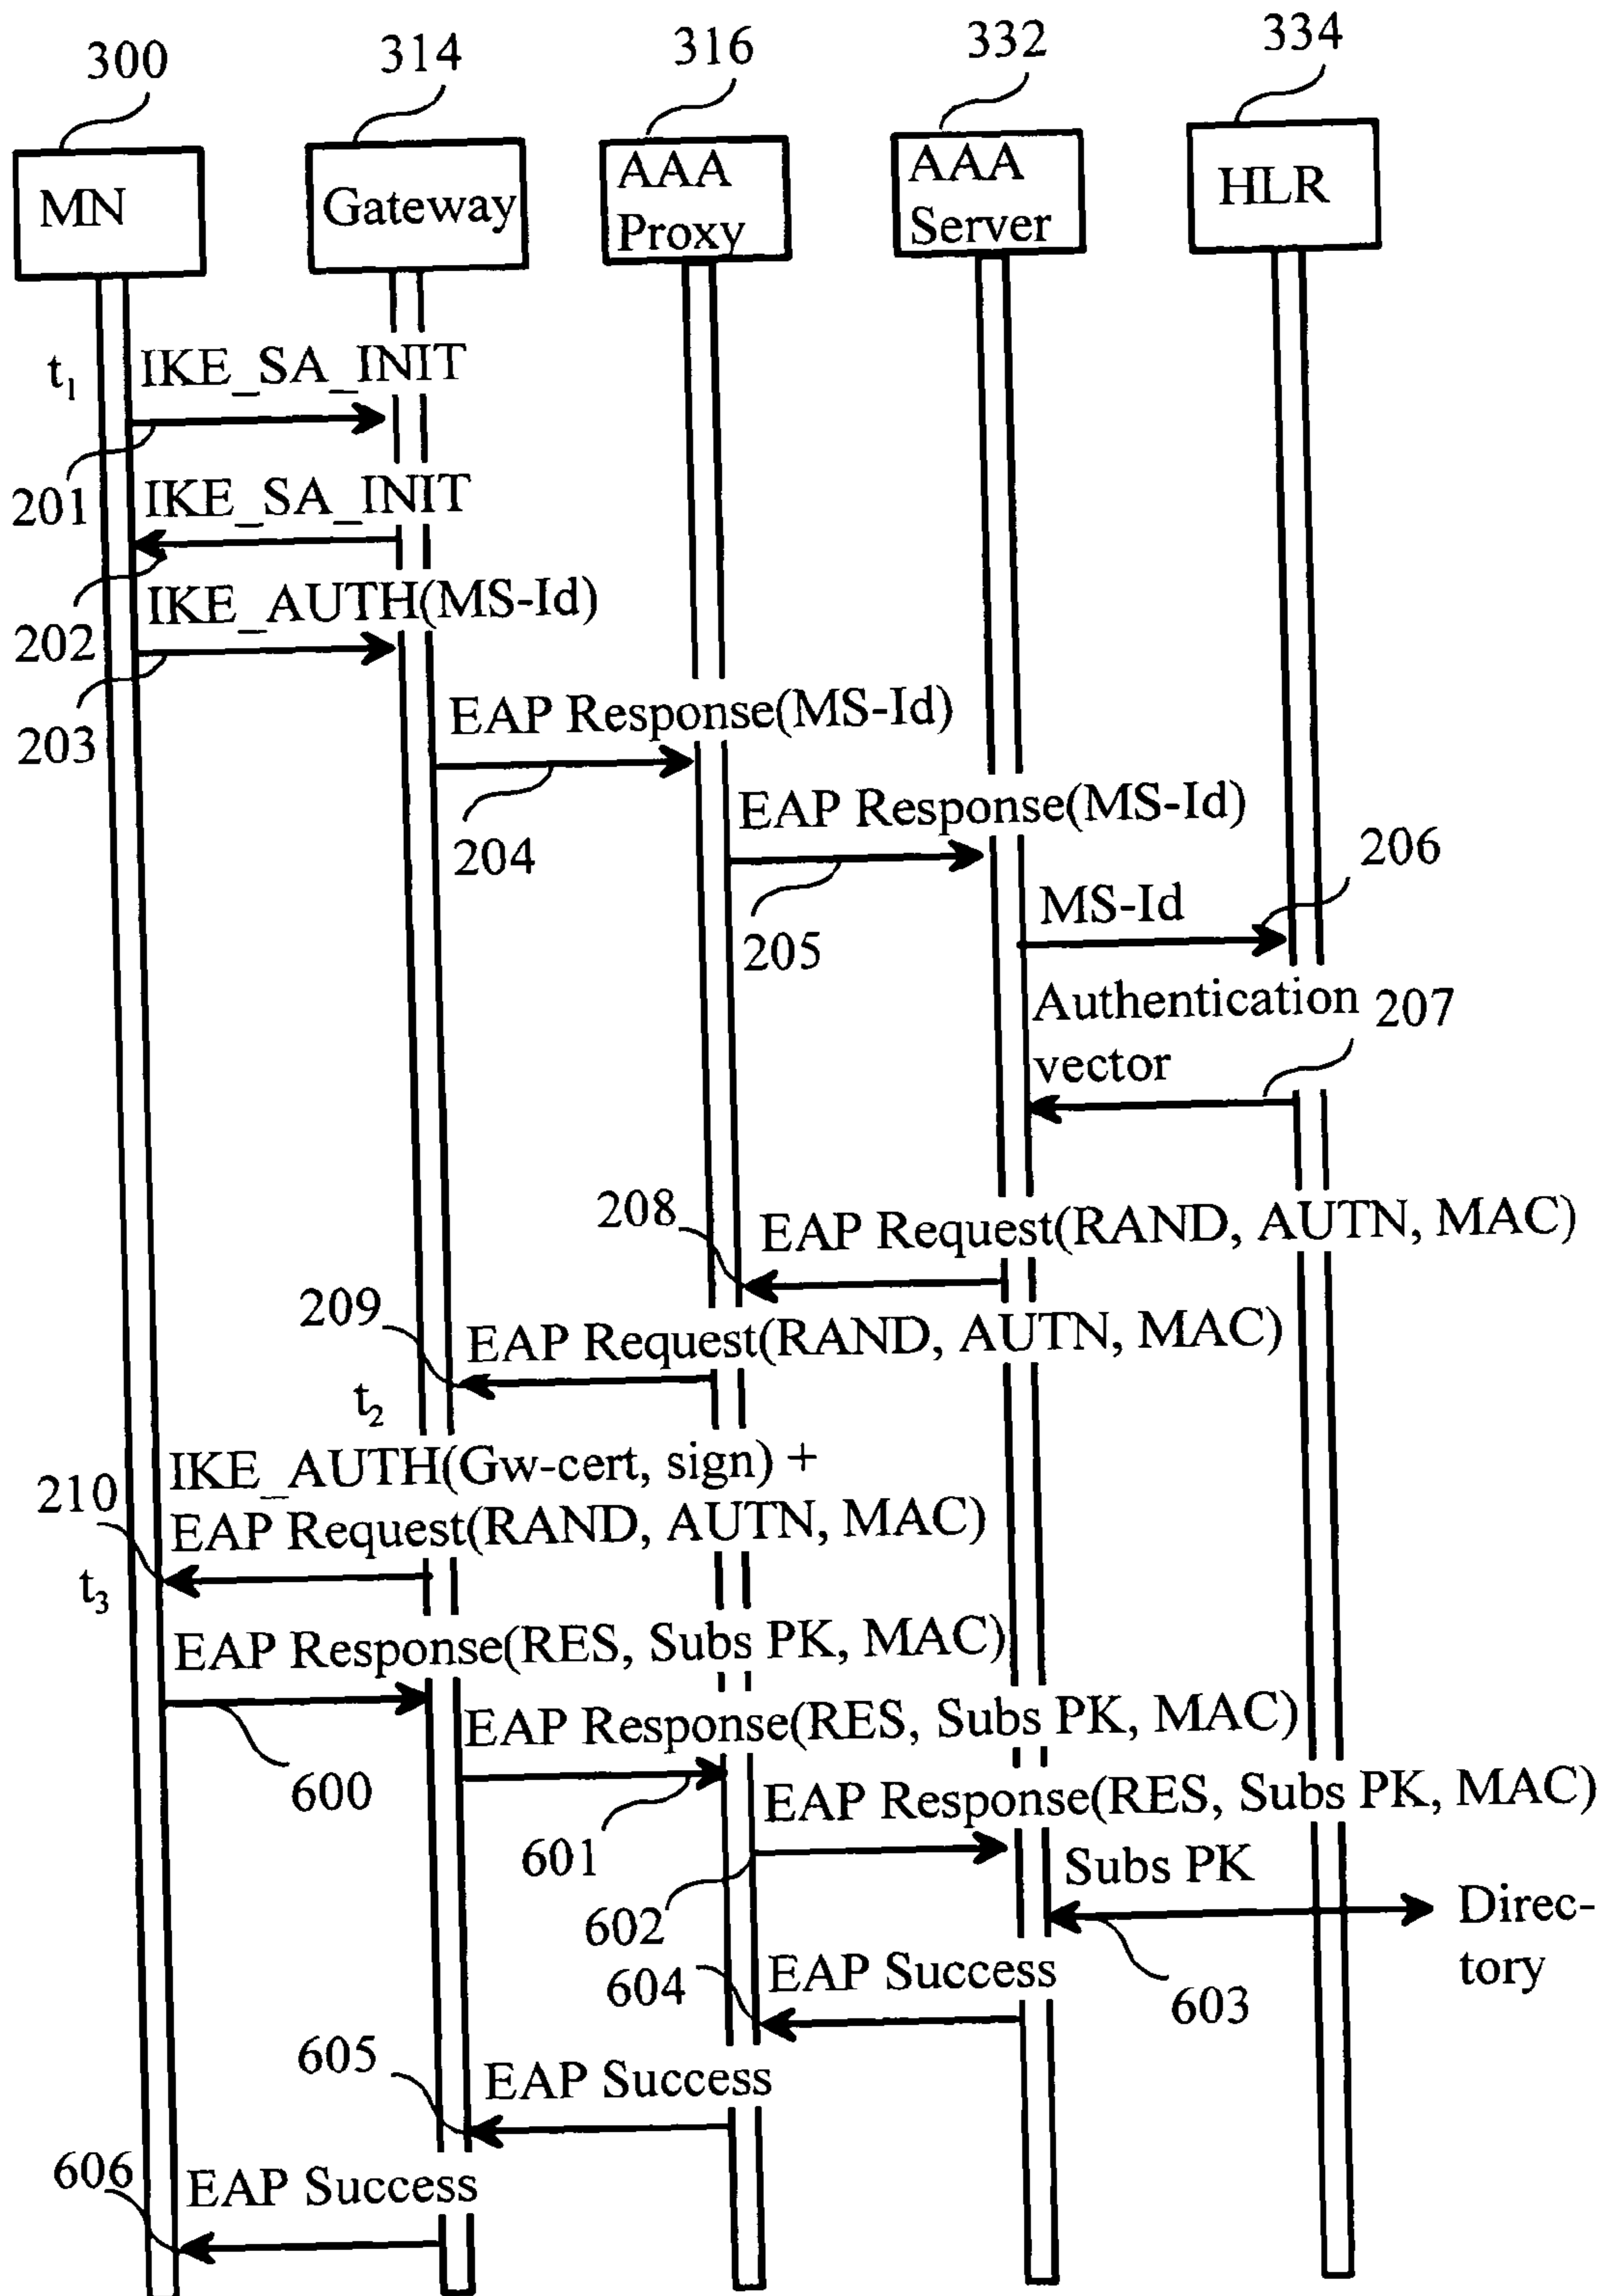 300
314
316
332
334
MN
Gateway
AAA
Proxy
AAA
Server
HLR
t1
IKE_SA_INIT
201
IKE_SA_INIT
202
IKE_AUTH(MS-Id)
203
EAP Response(MS-Id)
204
EAP Response(MS-Id)
205
206
MS-Id
Authentication
vector
207
208
EAP Request(RAND, AUTN, MAC)
209
EAP Request(RAND, AUTN, MAC)
t2
IKE_AUTH(Gw-cert, sign) +
210
EAP Request(RAND, AUTN, MAC)
t3
EAP Response(RES, Subs PK, MAC)
600
EAP Response(RES, Subs PK, MAC)
601
EAP Response(RES, Subs PK, MAC)
602
Subs PK
Direc-
tory
603
604
EAP Success
605
EAP Success
606
EAP Success